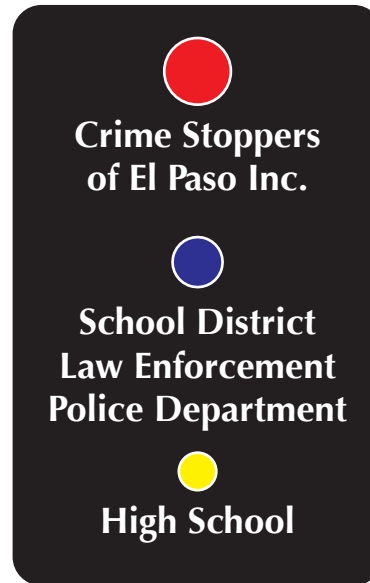 Crime Stoppers
of El Paso Inc.
School District
Law Enforcement
Police Department
High School